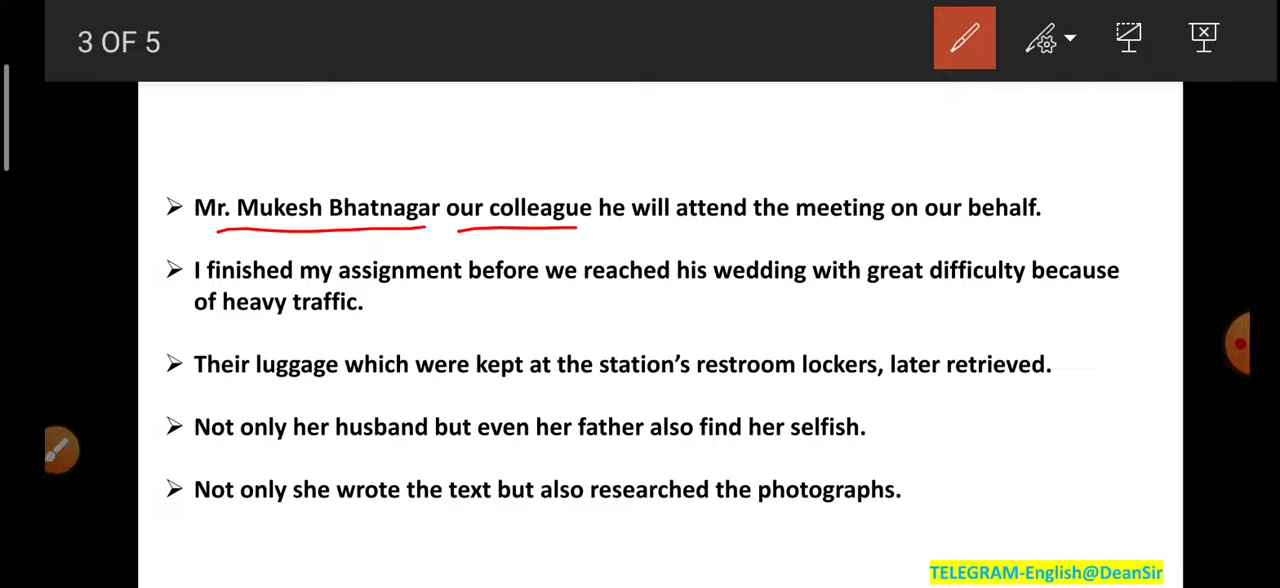 3 OF 5
➢ Mr. Mukesh Bhatnagar our colleague he will attend the meeting on our behalf.
➢ I finished my assignment before we reached his wedding with great difficulty because
of heavy traffic.
➢ Their luggage which were kept at the station’s restroom lockers, later retrieved.
➢ Not only her husband but even her father also find her selfish.
➢ Not only she wrote the text but also researched the photographs.
TELEGRAM-English@DeanSir